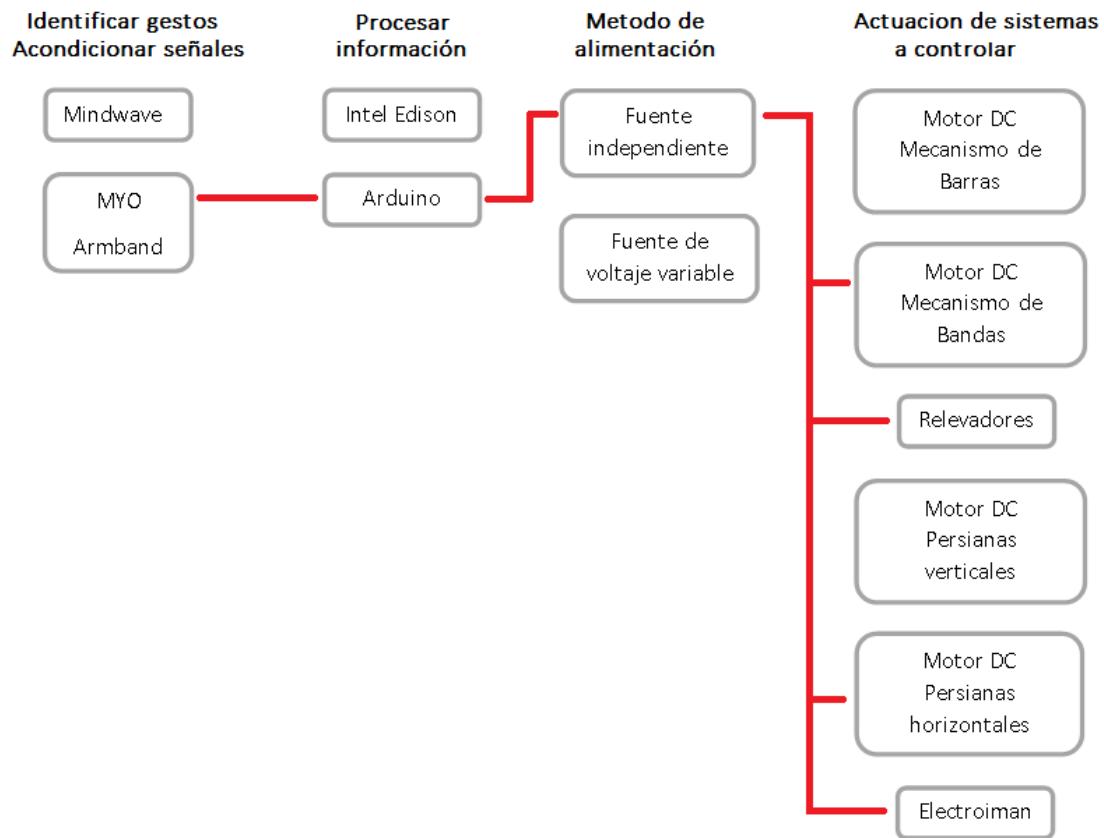 Identificar gestos
Acondicionar señales
Mindwave
MYO
Armband
Procesar
información
Intel Edison
Arduino
Metodo de
alimentación
Fuente
independiente
Fuente de
voltaje variable
Actuacion de sistemas
a controlar
Motor DC
Mecanismo de
Barras
Motor DC
Mecanismo de
Bandas
Relevadores
Motor DC
Persianas
verticales
Motor DC
Persianas
horizontales
Electroiman